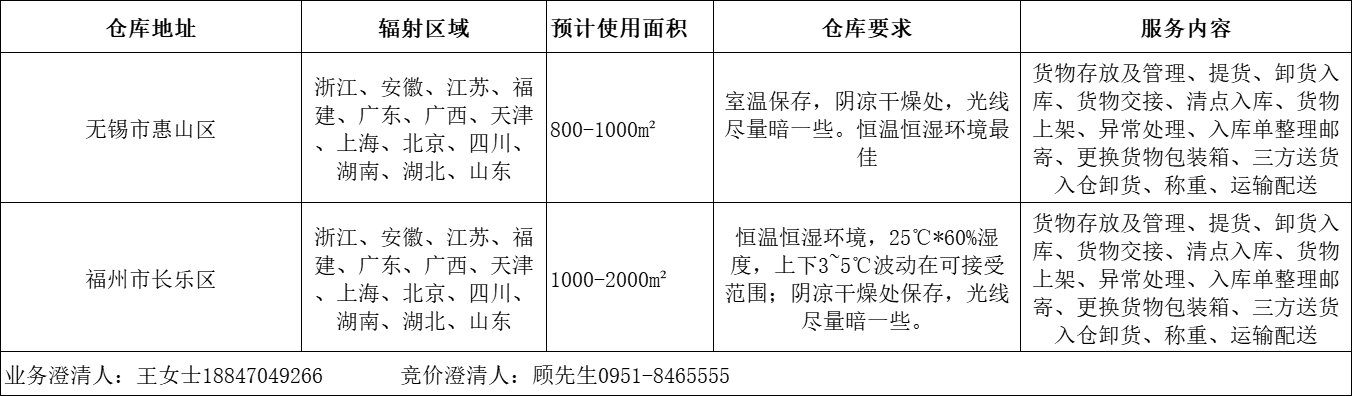 仓库地址
辐射区域
预计使用面积
仓库要求
服务内容
无锡市惠山区
浙江、安徽、江苏、福
建、广东、广西、天津
、上海、北京、四川、
湖南、湖北、山东
800-1000m²
室温保存，阴凉干燥处，光线
尽量暗一些。恒温恒湿环境最
佳
货物存放及管理、提货、卸货入
库、货物交接、清点入库、货物
上架、异常处理、入库单整理邮
寄、更换货物包装箱、三方送货
入仓卸货、称重、运输配送
福州市长乐区
浙江、安徽、江苏、福
建、广东、广西、天津
、上海、北京、四川、
湖南、湖北、山东
1000-2000m²
恒温恒湿环境，25℃*60%湿
度，上下3~5℃波动在可接受
范围；阴凉干燥处保存，光线
尽量暗一些。
货物存放及管理、提货、卸货入
库、货物交接、清点入库、货物
上架、异常处理、入库单整理邮
寄、更换货物包装箱、三方送货
入仓卸货、称重、运输配送
业务澄清人：王女士18847049266 竞价澄清人：顾先生0951-8465555